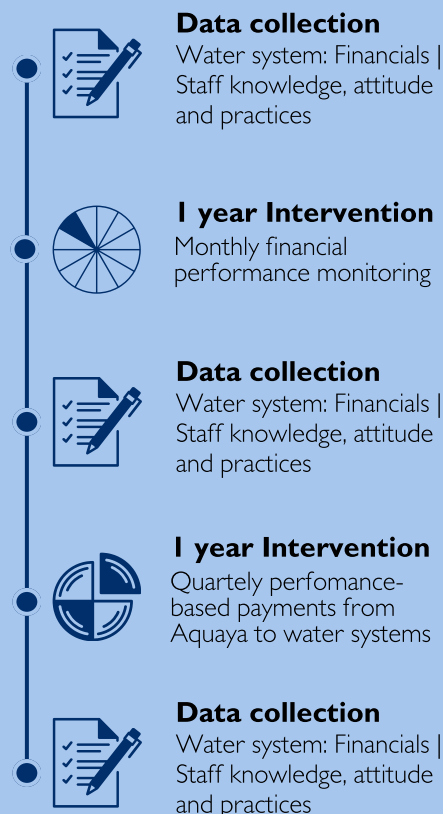 Data collection
Water system: Financials |
Staff knowledge, attitude
and practices
1 year Intervention
Monthly financial
performance monitoring
Data collection
Water system: Financials |
Staff knowledge, attitude
and practices
1 year Intervention
Quartely perfomance-
based payments from
Aquaya to water systems
Data collection
Water system: Financials |
Staff knowledge, attitude
and practices